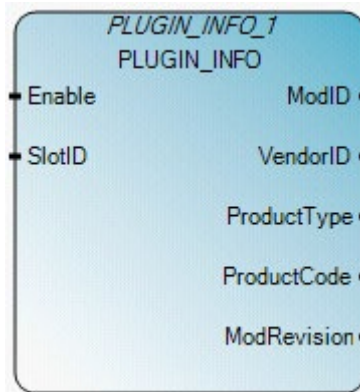 PLUGIN_INFO_1
PLUGIN_INFO
Enable ModID
SlotID VendorID
ProductType
ProductCode
ModRevision